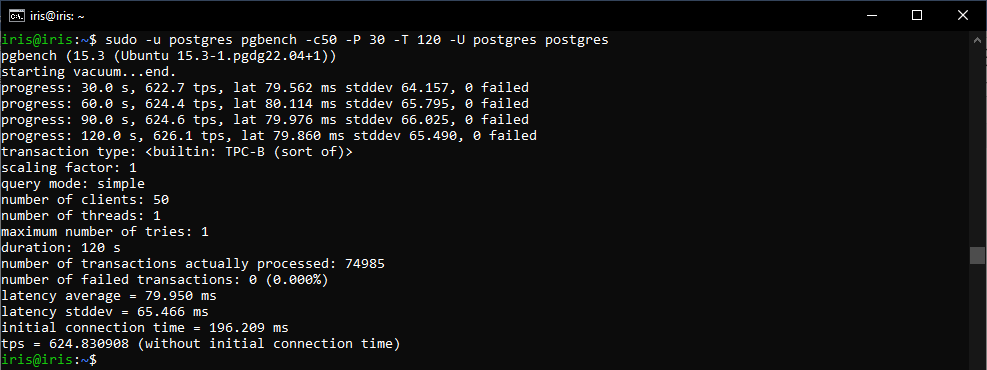 iris@iris: ~
iris@iris:~$ sudo -u postgres pgbench -c50 -P 30 -T 120 -U postgres postgres
pgbench (15.3 (Ubuntu 15.3-1.pgdg22.04+1))
starting vacuum...end.
progress: 30.0 s, 622.7 tps, lat 79.562 ms stddev 64.157, 0 failed
progress: 60.0 s, 624.4 tps, lat 80.114 ms stddev 65.795, 0 failed
progress: 90.0 s, 624.6 tps, lat 79.976 ms stddev 66.025, 0 failed
progress: 120.0 s, 626.1 tps, lat 79.860 ms stddev 65.490, 0 failed
transaction type: <builtin: TPC-B (sort of)>
scaling factor: 1
query mode: simple
number of clients: 50
number of threads: 1
maximum number of tries: 1
duration: 120 s
number of transactions actually processed: 74985
number of failed transactions: 0 (0.000%)
latency average = 79.950 ms
latency stddev = 65.466 ms
initial connection time = 196.209 ms
tps = 624.830908 (without initial connection time)
iris@iris:~$